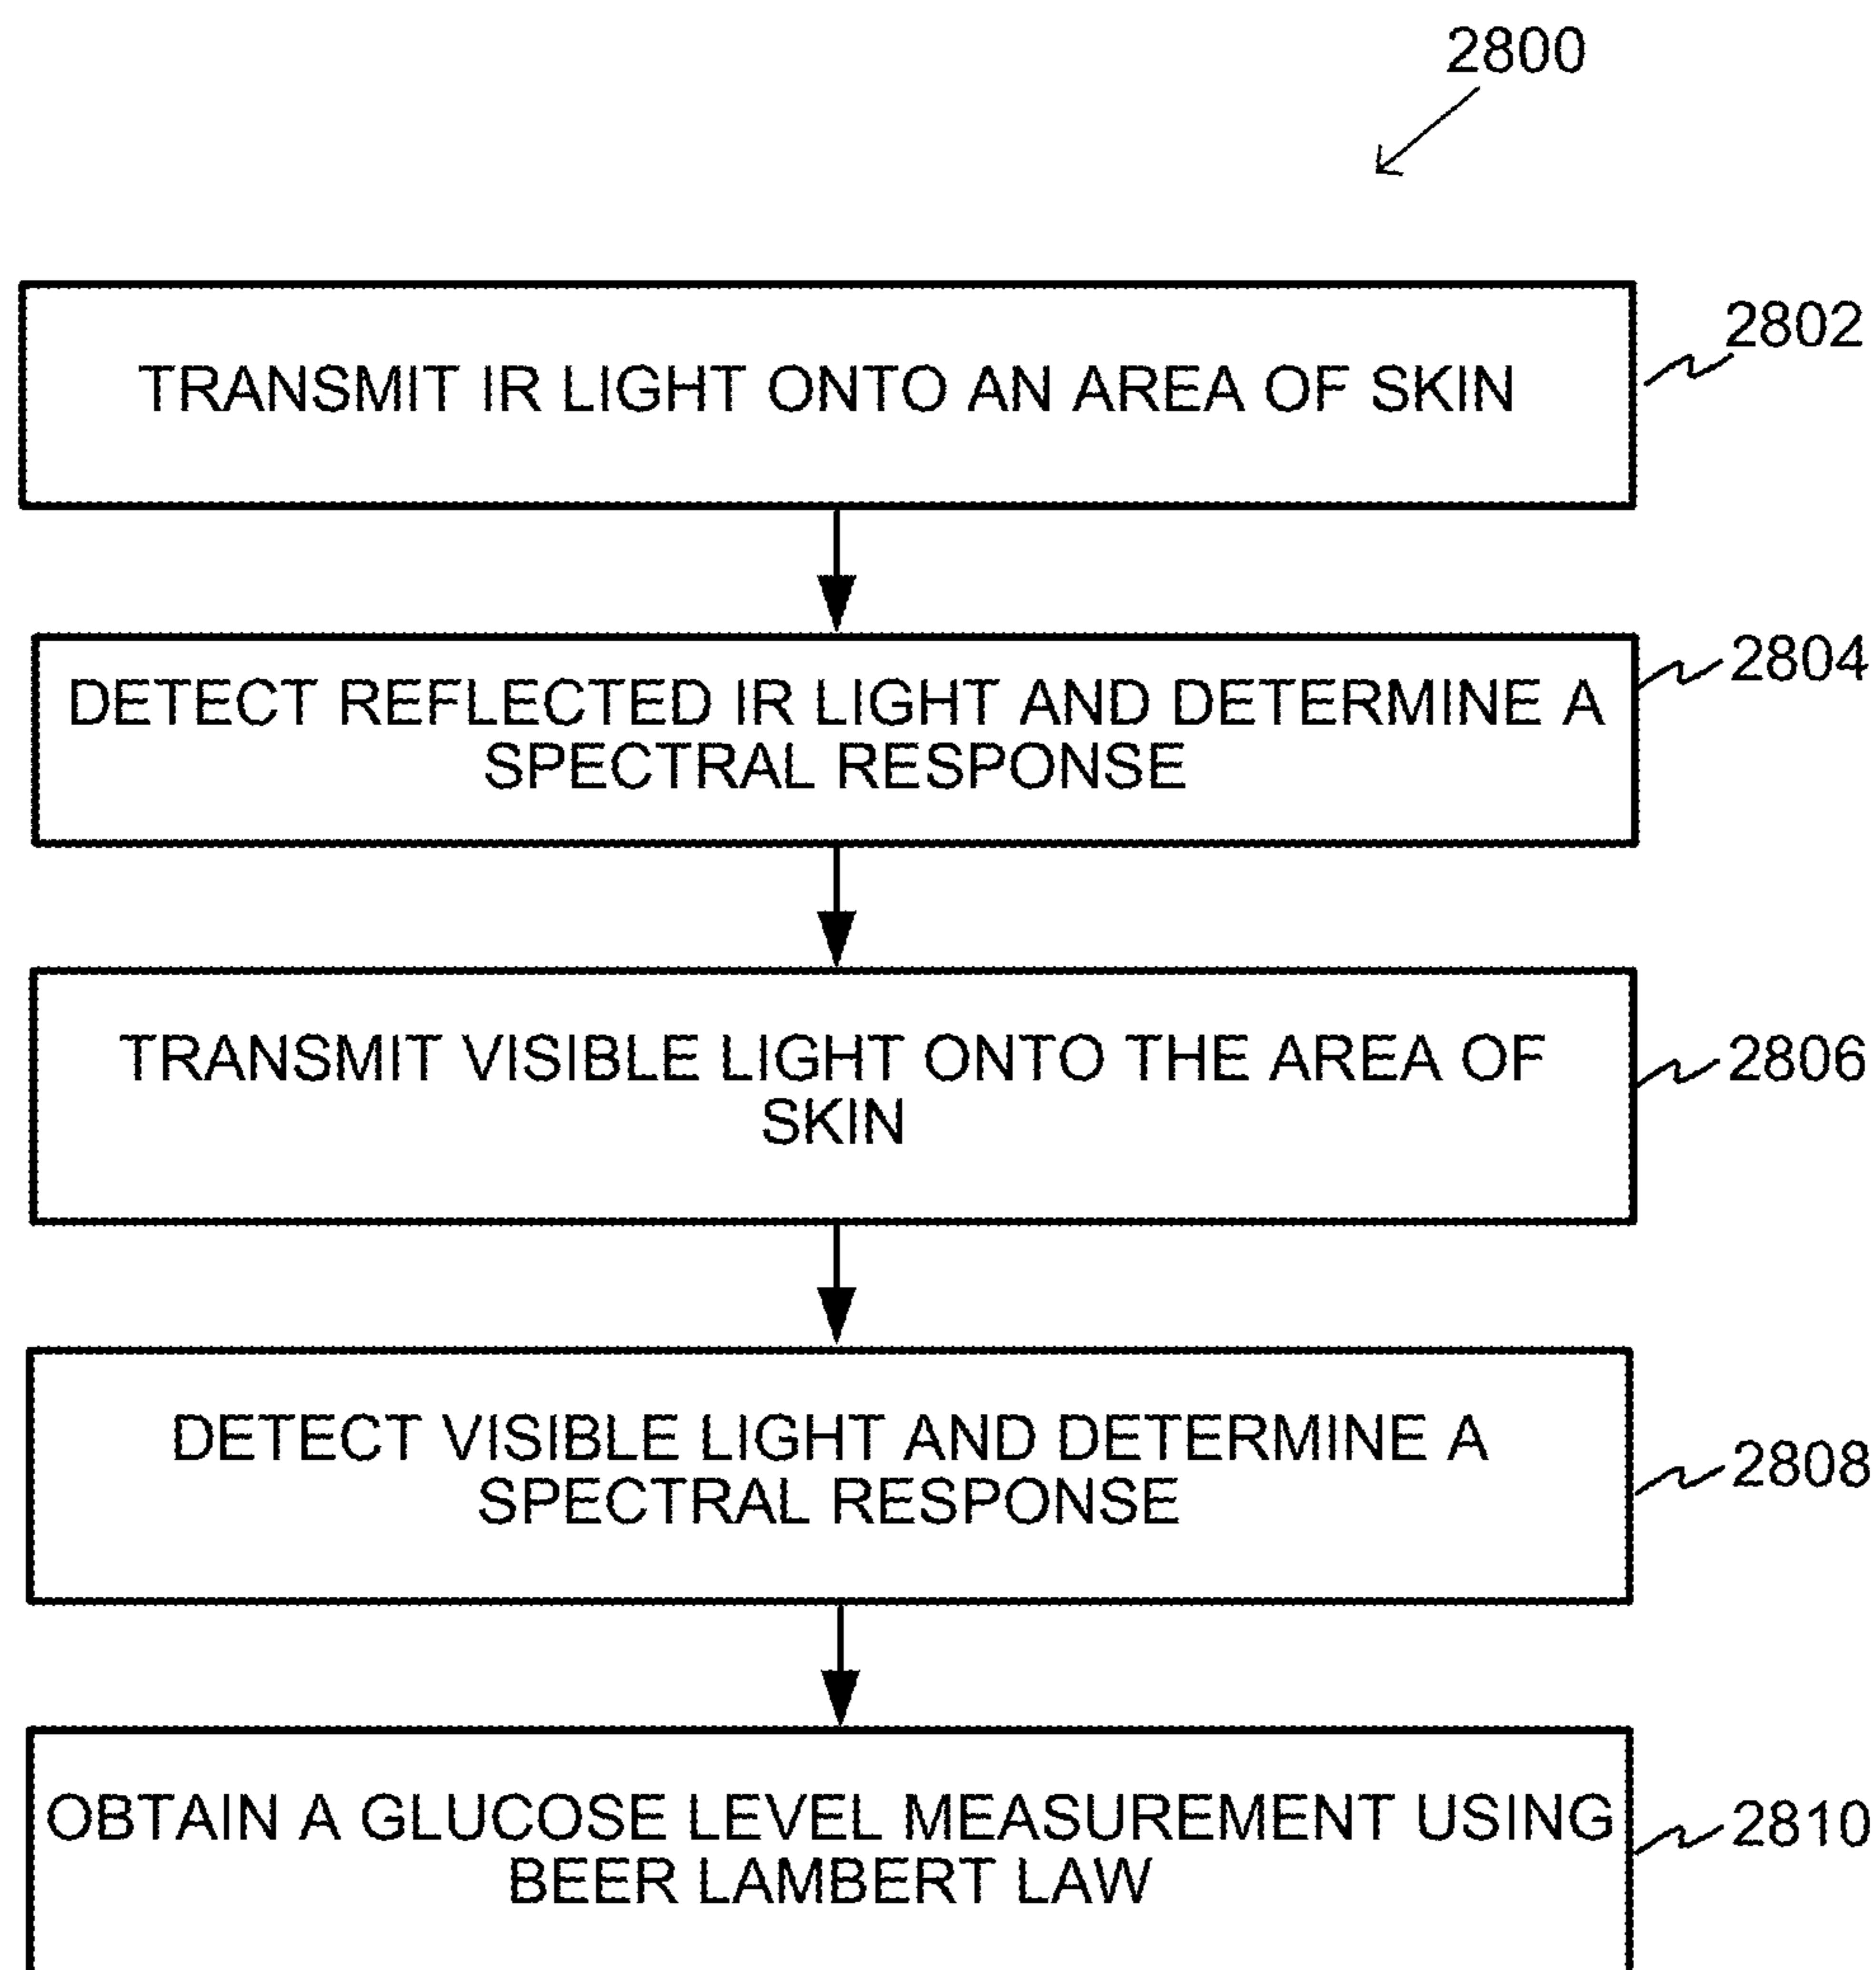 2800
TRANSMIT IR LIGHT ONTO AN AREA OF SKIN
2802
DETECT REFLECTED IR LIGHT AND DETERMINE A
SPECTRAL RESPONSE
2804
TRANSMIT VISIBLE LIGHT ONTO THE AREA OF
SKIN
2806
DETECT VISIBLE LIGHT AND DETERMINE A
SPECTRAL RESPONSE
2808
OBTAIN A GLUCOSE LEVEL MEASUREMENT USING
BEER LAMBERT LAW
2810